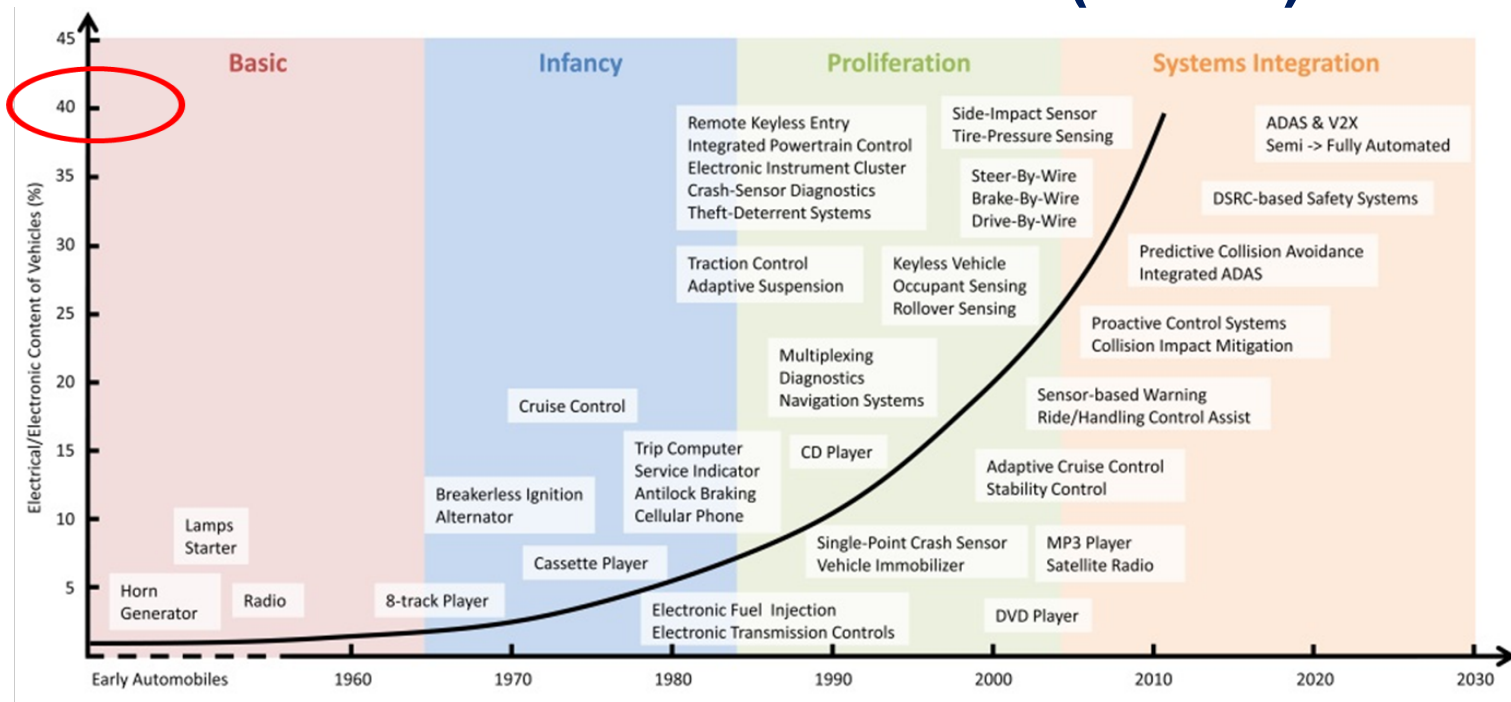 Basic
Infancy
Proliferation
Systems Integration
Electrical/Electronic Content of Vehicles (%)
45
40
35
30
25
20
15
10
5
Remote Keyless Entry
Integrated Powertrain Control
Electronic Instrument Cluster
Crash-Sensor Diagnostics
Theft-Deterrent Systems
Side-Impact Sensor
Tire-Pressure Sensing
ADAS & V2X
Semi -> Fully Automated
Steer-By-Wire
Brake-By-Wire
Drive-By-Wire
DSRC-based Safety Systems
Traction Control
Adaptive Suspension
Keyless Vehicle
Occupant Sensing
Rollover Sensing
Predictive Collision Avoidance
Integrated ADAS
Proactive Control Systems
Collision Impact Mitigation
Multiplexing
Diagnostics
Navigation Systems
Sensor-based Warning
Ride/Handling Control Assist
Cruise Control
Trip Computer
Service Indicator
Antilock Braking
Cellular Phone
CD Player
Adaptive Cruise Control
Stability Control
Breakerless Ignition
Alternator
Lamps
Starter
Cassette Player
Single-Point Crash Sensor
Vehicle Immobilizer
MP3 Player
Satellite Radio
Horn
Generator
Radio
8-track Player
Electronic Fuel Injection
Electronic Transmission Controls
DVD Player
Early Automobiles
1960
1970
1980
1990
2000
2010
2020
2030